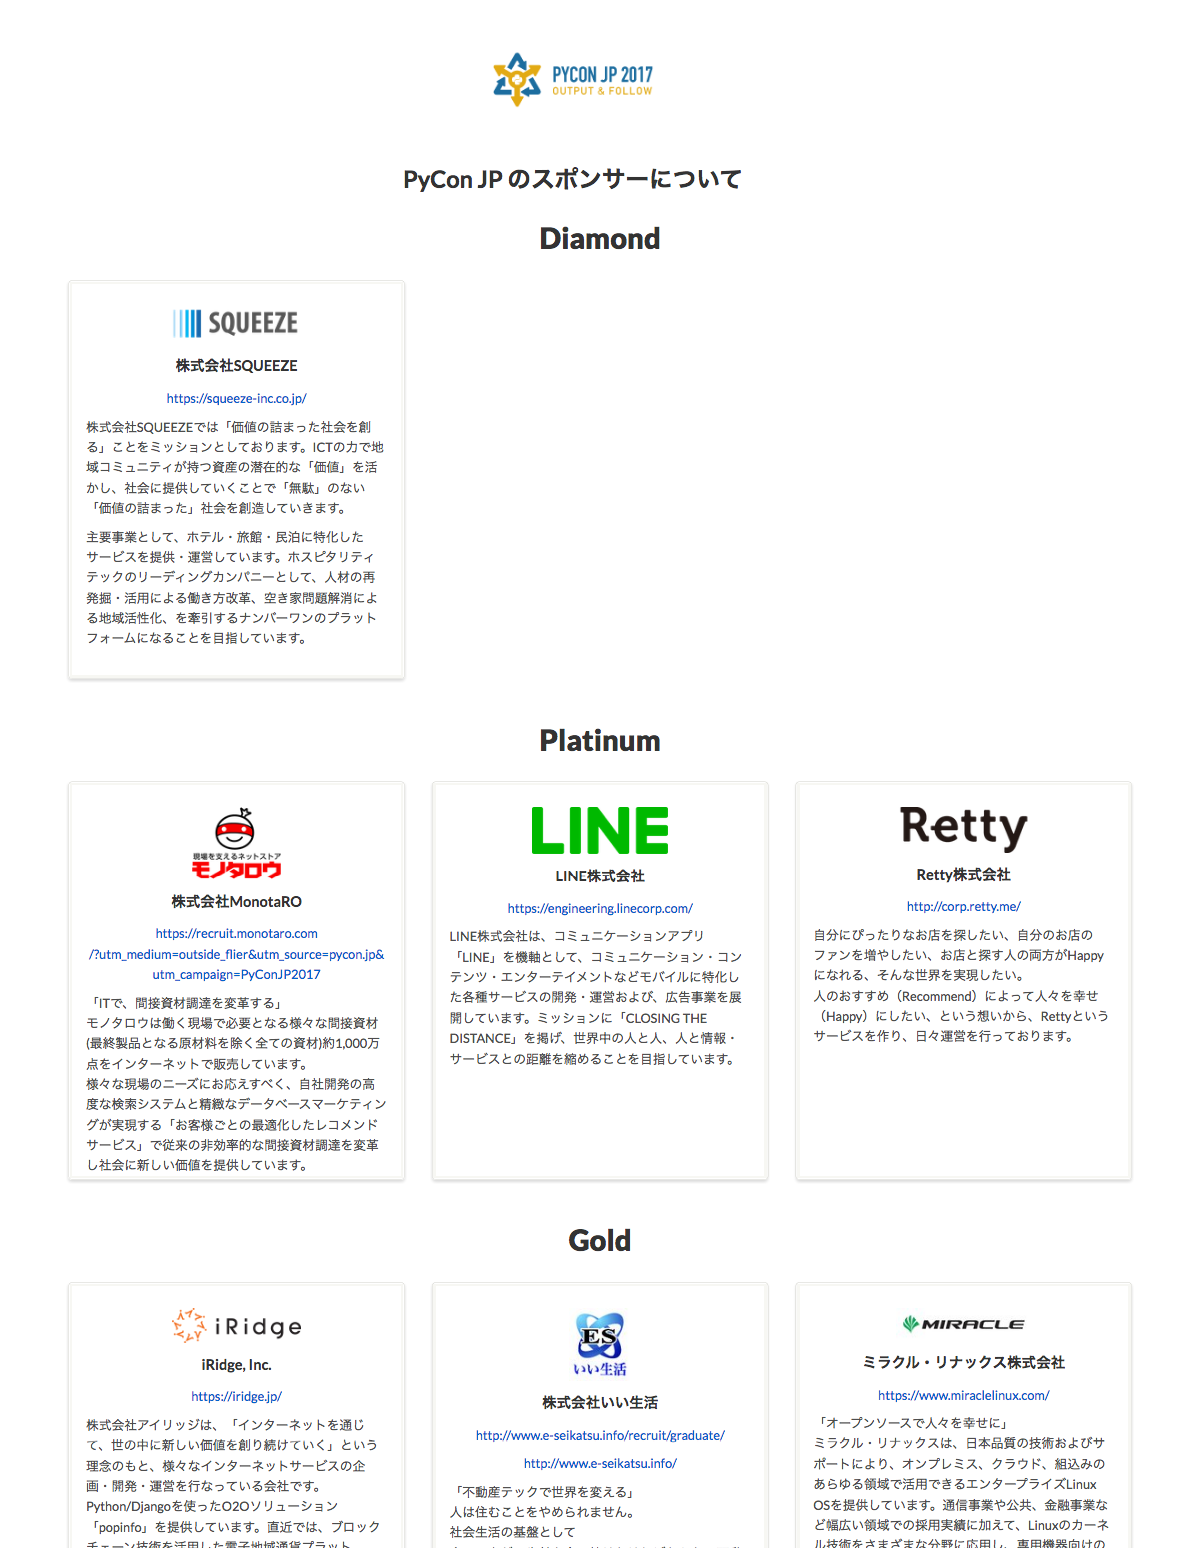 PYCON JP 2017
OUTPUT & FOLLOW
PyCon JP のスポンサーについて
Diamond
SQUEEZE
株式会社SQUEEZE
https://squeeze-inc.co.jp/
株式会社SQUEEZEでは「価値の詰まった社会を創
る」ことをミッションとしております。ICTの力で地
域コミュニティが持つ資産の潜在的な「価値」を活
かし、社会に提供していくことで「無駄」のない
「価値の詰まった」社会を創造していきます。
主要事業として、ホテル・旅館・民泊に特化した
サービスを提供・運営しています。ホスピタリティ
テックのリーディングカンパニーとして、人材の再
発掘・活用による働き方改革、空き家問題解消によ
る地域活性化、を牽引するナンバーワンのプラット
フォームになることを目指しています。
Platinum
現場を支えるネットストア
モノタロウ
株式会社MonotaRO
https://recruit.monotaro.com
/?utm_medium=outside_flier&utm_source=pycon.jp&
utm_campaign=PyConJP2017
「ITで、間接資材調達を変革する」
モノタロウは働く現場で必要となる様々な間接資材
(最終製品となる原材料を除く全ての資材)約1,000万
点をインターネットで販売しています。
様々な現場のニーズにお応えすべく、自社開発の高
度な検索システムと精緻なデータベースマーケティン
グが実現する「お客様ごとの最適化したレコメンド
サービス」で従来の非効率的な間接資材調達を変革
し社会に新しい価値を提供しています。
LINE
LINE株式会社
https://engineering.linecorp.com/
LINE株式会社は、コミュニケーションアプリ
「LINE」を機軸として、コミュニケーション・コン
テンツ・エンターテイメントなどモバイルに特化し
た各種サービスの開発・運営および、広告事業を展
開しています。ミッションに「CLOSING THE
DISTANCE」を掲げ、世界中の人と人、人と情報・
サービスとの距離を縮めることを目指しています。
Retty
Retty株式会社
http://corp.retty.me/
自分にぴったりなお店を探したい、自分のお店の
ファンを増やしたい、お店と探す人の両方がHappy
になれる、そんな世界を実現したい。
人のおすすめ（Recommend）によって人々を幸せ
（Happy）にしたい、という想いから、Rettyという
サービスを作り、日々運営を行っております。
Gold
iRidge
iRidge, Inc.
https://iridge.jp/
株式会社アイリッジは、「インターネットを通じ
て、世の中に新しい価値を創り続けていく」という
理念のもと、様々なインターネットサービスの企
画・開発・運営を行なっている会社です。
Python/Djangoを使ったO2Oソリューション
「popinfo」を提供しています。直近では、ブロック
チェーン技術を活用した電子地域通貨プラット
ES
いい生活
株式会社いい生活
http://www.e-seikatsu.info/recruit/graduate/
http://www.e-seikatsu.info/
「不動産テックで世界を変える」
人は住むことをやめられません。
社会生活の基盤として
MIRACLE
ミラクル・リナックス株式会社
https://www.miraclelinux.com/
「オープンソースで人々を幸せに」
ミラクル・リナックスは、日本品質の技術およびサ
ポートにより、オンプレミス、クラウド、組込みの
あらゆる領域で活用できるエンタープライズLinux
OSを提供しています。通信事業や公共、金融事業な
ど幅広い領域での採用実績に加えて、Linuxのカーネ
ル技術をさまざまな分野に応用し、専用機器向けの